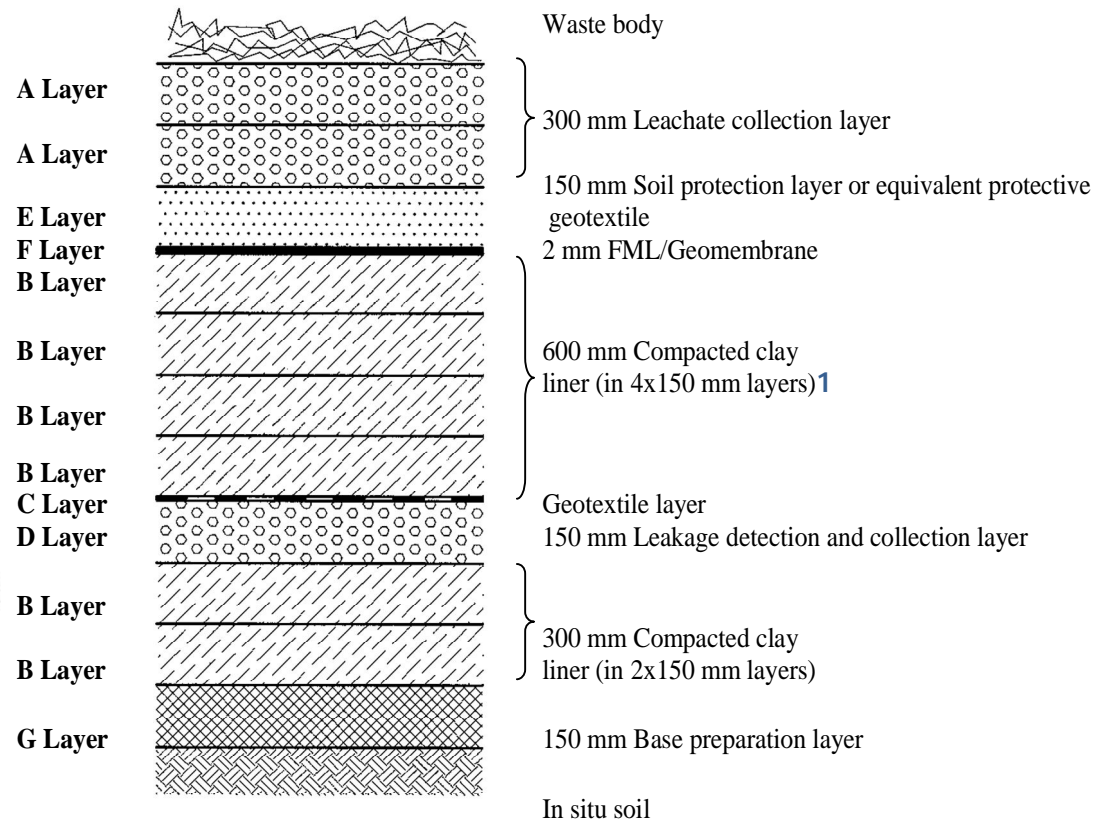 Waste body
A Layer
300 mm Leachate collection layer
A Layer
150 mm Soil protection layer or equivalent protective
geotextile
E Layer
F Layer
2 mm FML/Geomembrane
B Layer
B Layer
600 mm Compacted clay
liner (in 4x150 mm layers)1
B Layer
B Layer
C Layer
Geotextile layer
D Layer
150 mm Leakage detection and collection layer
B Layer
300 mm Compacted clay
B Layer
liner (in 2x150 mm layers)
G Layer
150 mm Base preparation layer
In situ soil